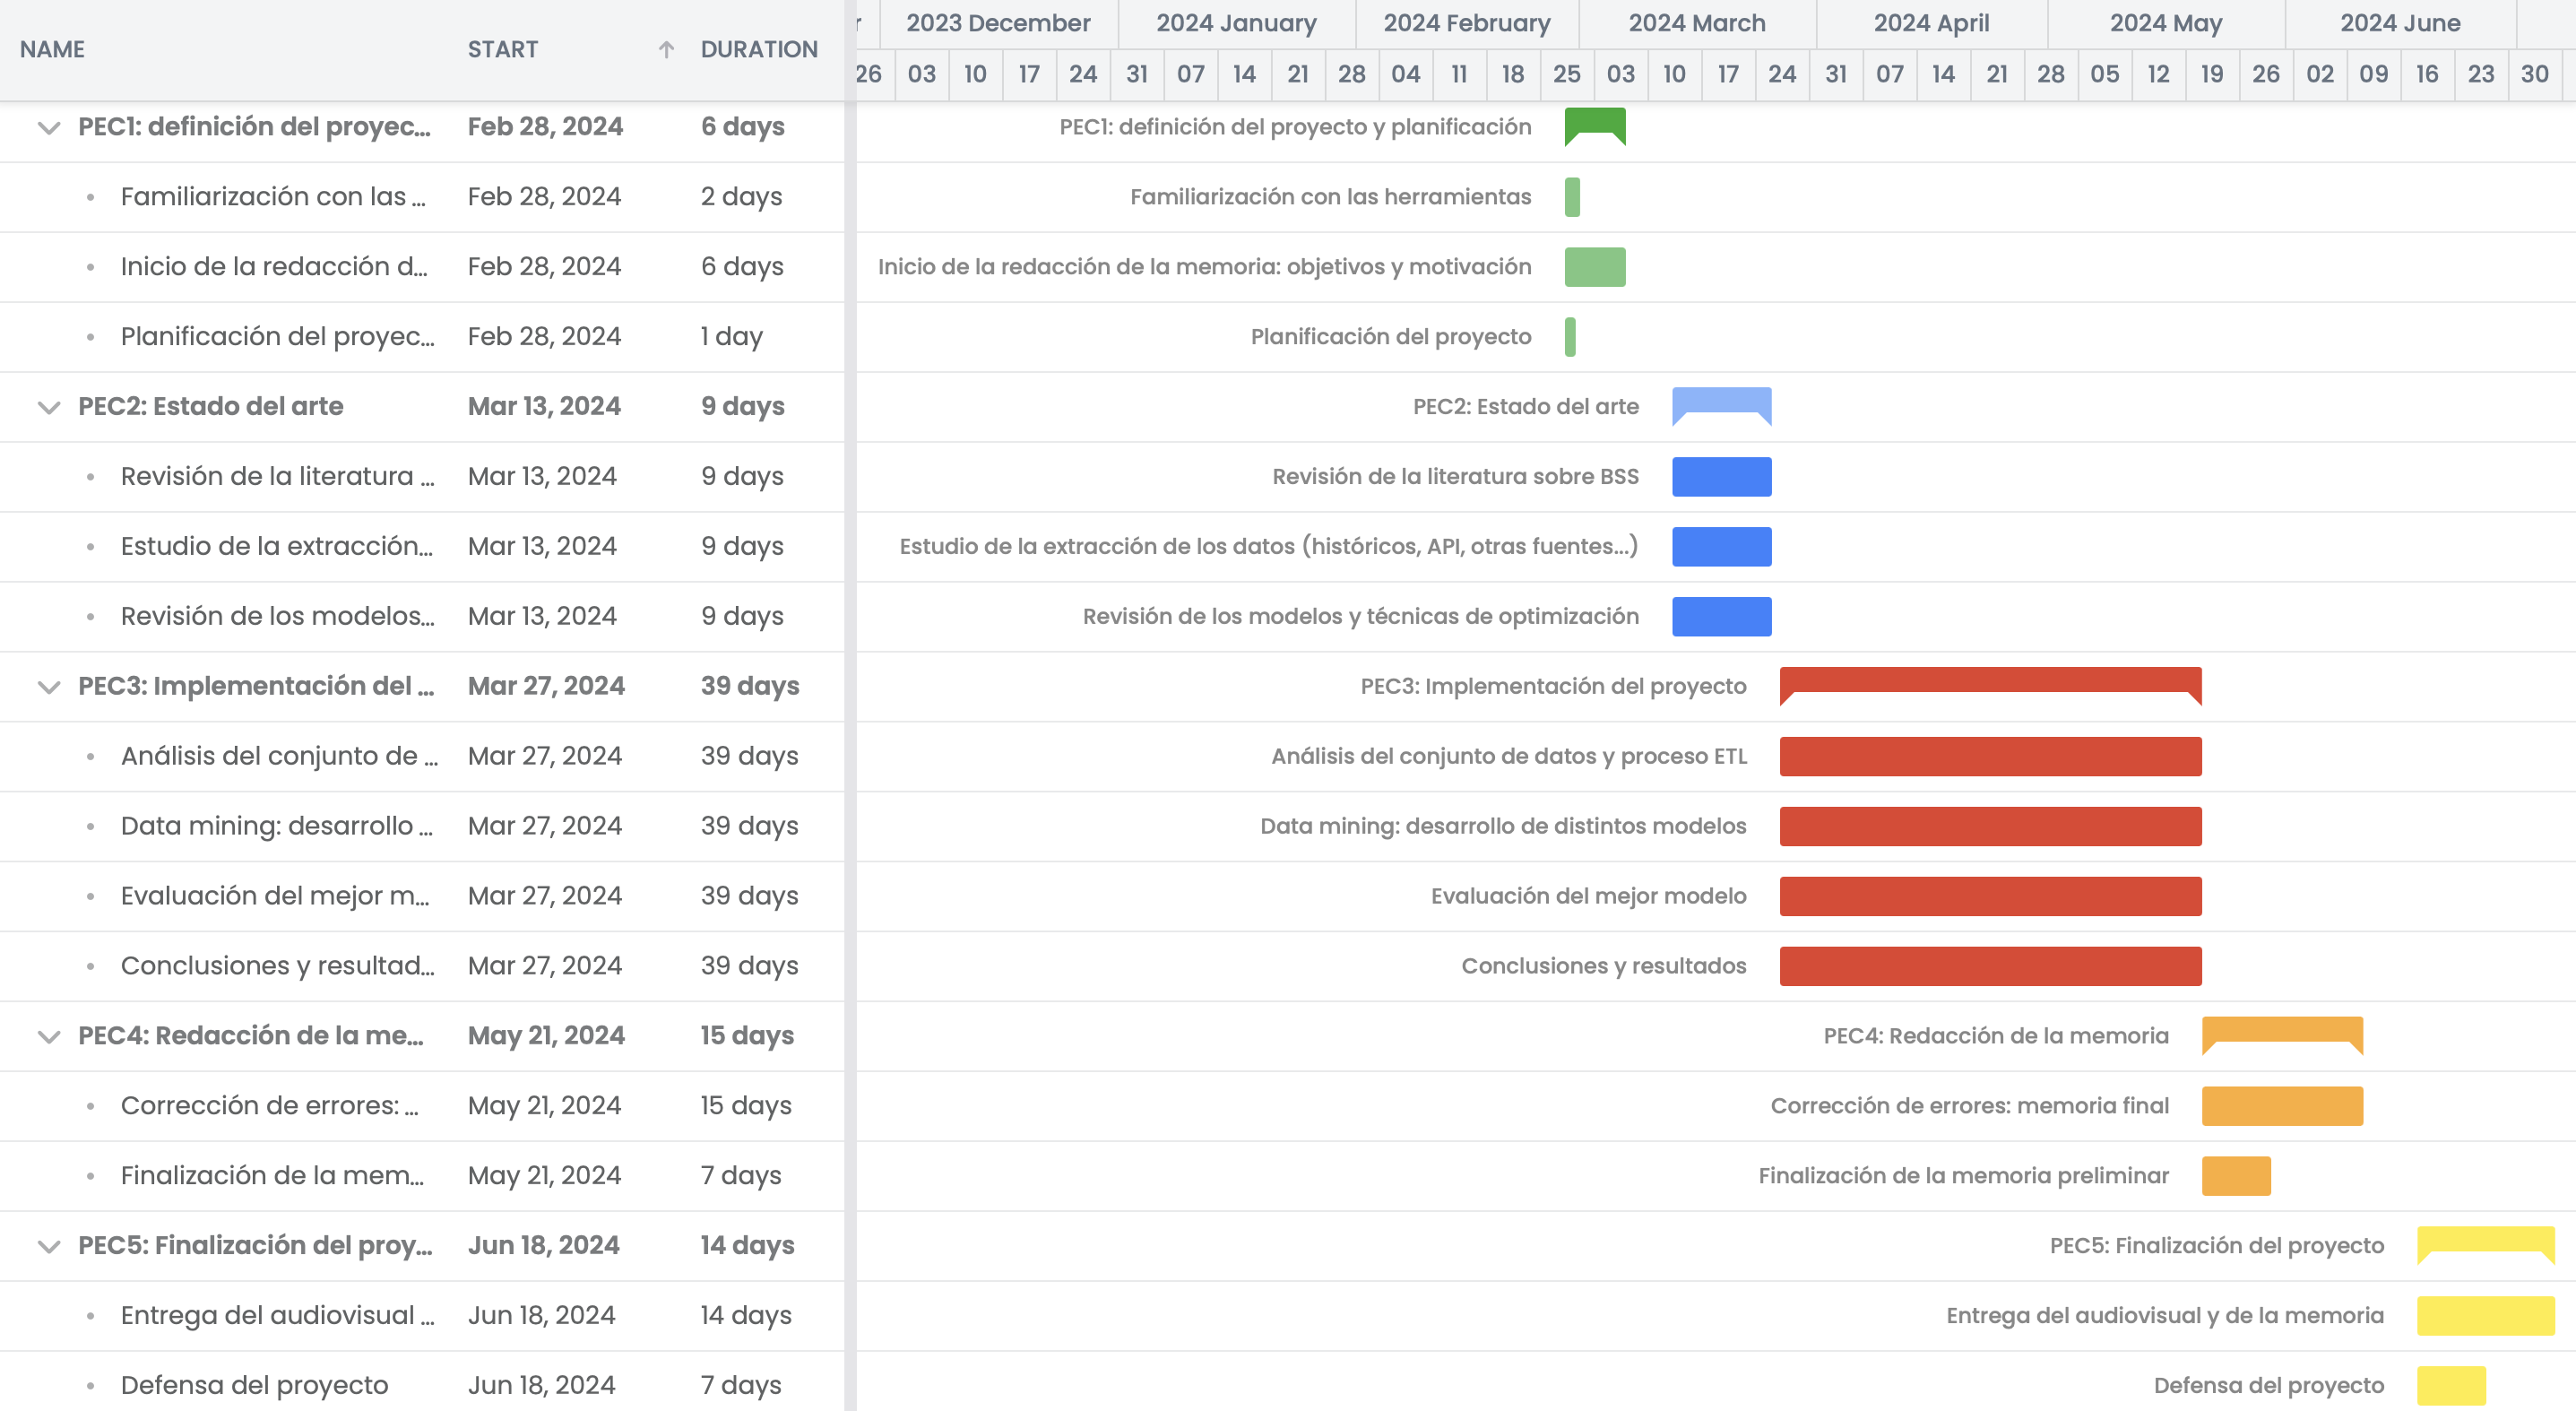 NAME START DURATION
r 2023 December 2024 January 2024 February 2024 March 2024 April 2024 May 2024 June
26 03 10 17 24 31 07 14 21 28 04 11 18 25 03 10 17 24 31 07 14 21 28 05 12 19 26 02 09 16 23 30
PEC1: definición del proyec... Feb 28, 2024 6 days PEC1: definición del proyecto y planificación
Familiarización con las ... Feb 28, 2024 2 days Familiarización con las herramientas
Inicio de la redacción d... Feb 28, 2024 6 days Inicio de la redacción de la memoria: objetivos y motivación
Planificación del proyec... Feb 28, 2024 1 day Planificación del proyecto
PEC2: Estado del arte Mar 13, 2024 9 days PEC2: Estado del arte
Revisión de la literatura ... Mar 13, 2024 9 days Revisión de la literatura sobre BSS
Estudio de la extracción... Mar 13, 2024 9 days Estudio de la extracción de los datos (históricos, API, otras fuentes...)
Revisión de los modelos... Mar 13, 2024 9 days Revisión de los modelos y técnicas de optimización
PEC3: Implementación del ... Mar 27, 2024 39 days PEC3: Implementación del proyecto
Análisis del conjunto de ... Mar 27, 2024 39 days Análisis del conjunto de datos y proceso ETL
Data mining: desarrollo ... Mar 27, 2024 39 days Data mining: desarrollo de distintos modelos
Evaluación del mejor m... Mar 27, 2024 39 days Evaluación del mejor modelo
Conclusiones y resultad... Mar 27, 2024 39 days Conclusiones y resultados
PEC4: Redacción de la me... May 21, 2024 15 days PEC4: Redacción de la memoria
Corrección de errores: ... May 21, 2024 15 days Corrección de errores: memoria final
Finalización de la mem... May 21, 2024 7 days Finalización de la memoria preliminar
PEC5: Finalización del proy... Jun 18, 2024 14 days PEC5: Finalización del proyecto
Entrega del audiovisual ... Jun 18, 2024 14 days Entrega del audiovisual y de la memoria
Defensa del proyecto Jun 18, 2024 7 days Defensa del proyecto